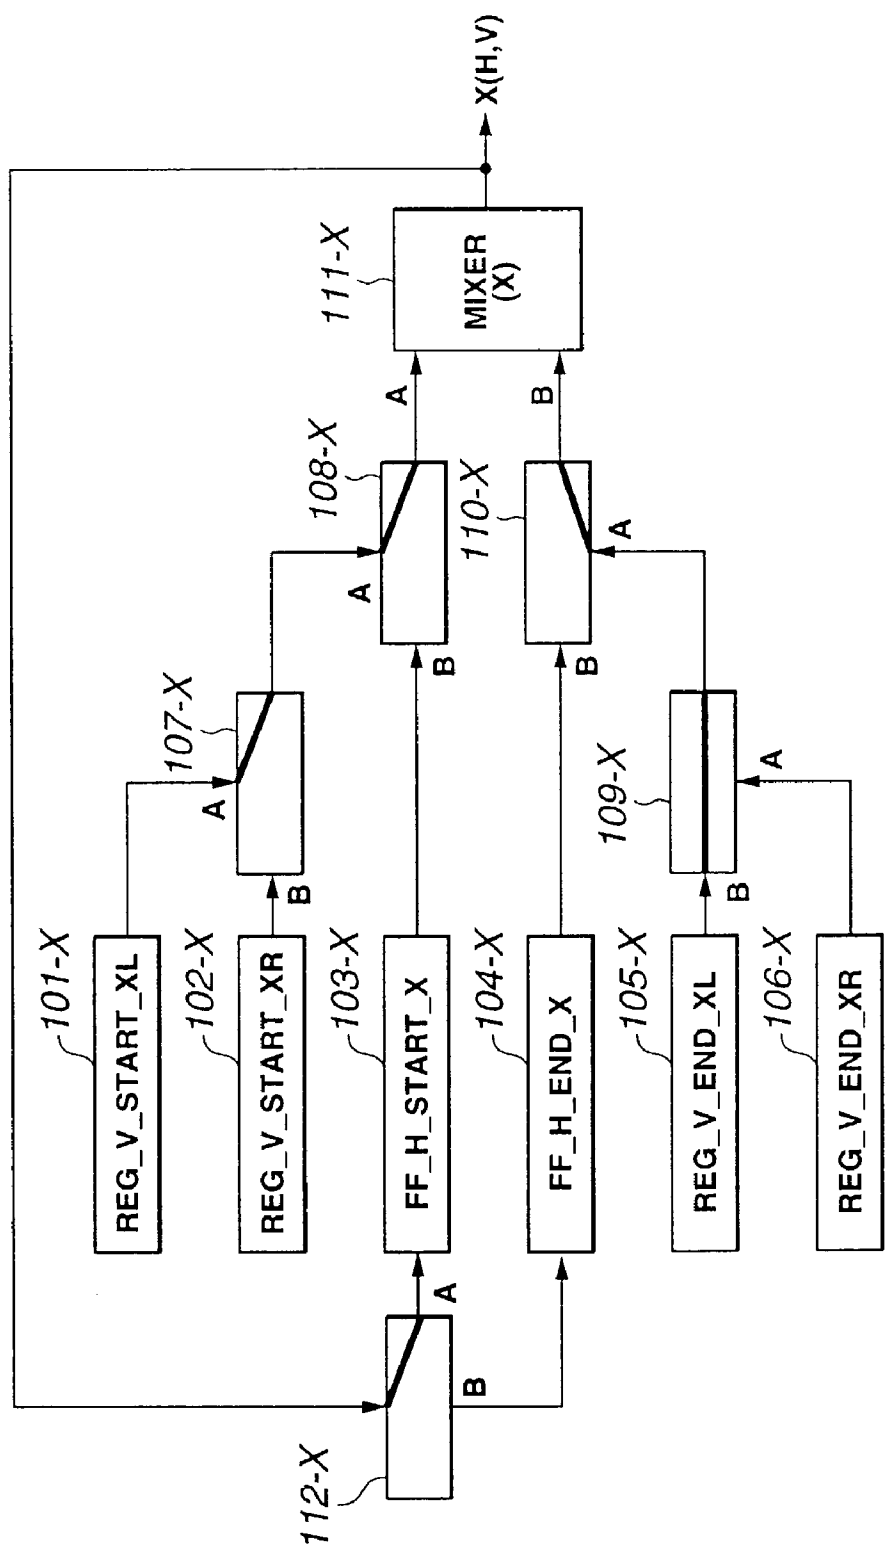 101-X
REG_V_START_XL
102-X
REG_V_START_XR
103-X
FF_H_START_X
104-X
FF_H_END_X
105-X
REG_V_END_XL
106-X
REG_V_END_XR
107-X
A
B
108-X
A
B
109-X
B
A
110-X
B
A
111-X
MIXER
(X)
A
B
112-X
A
B
X(H,V)